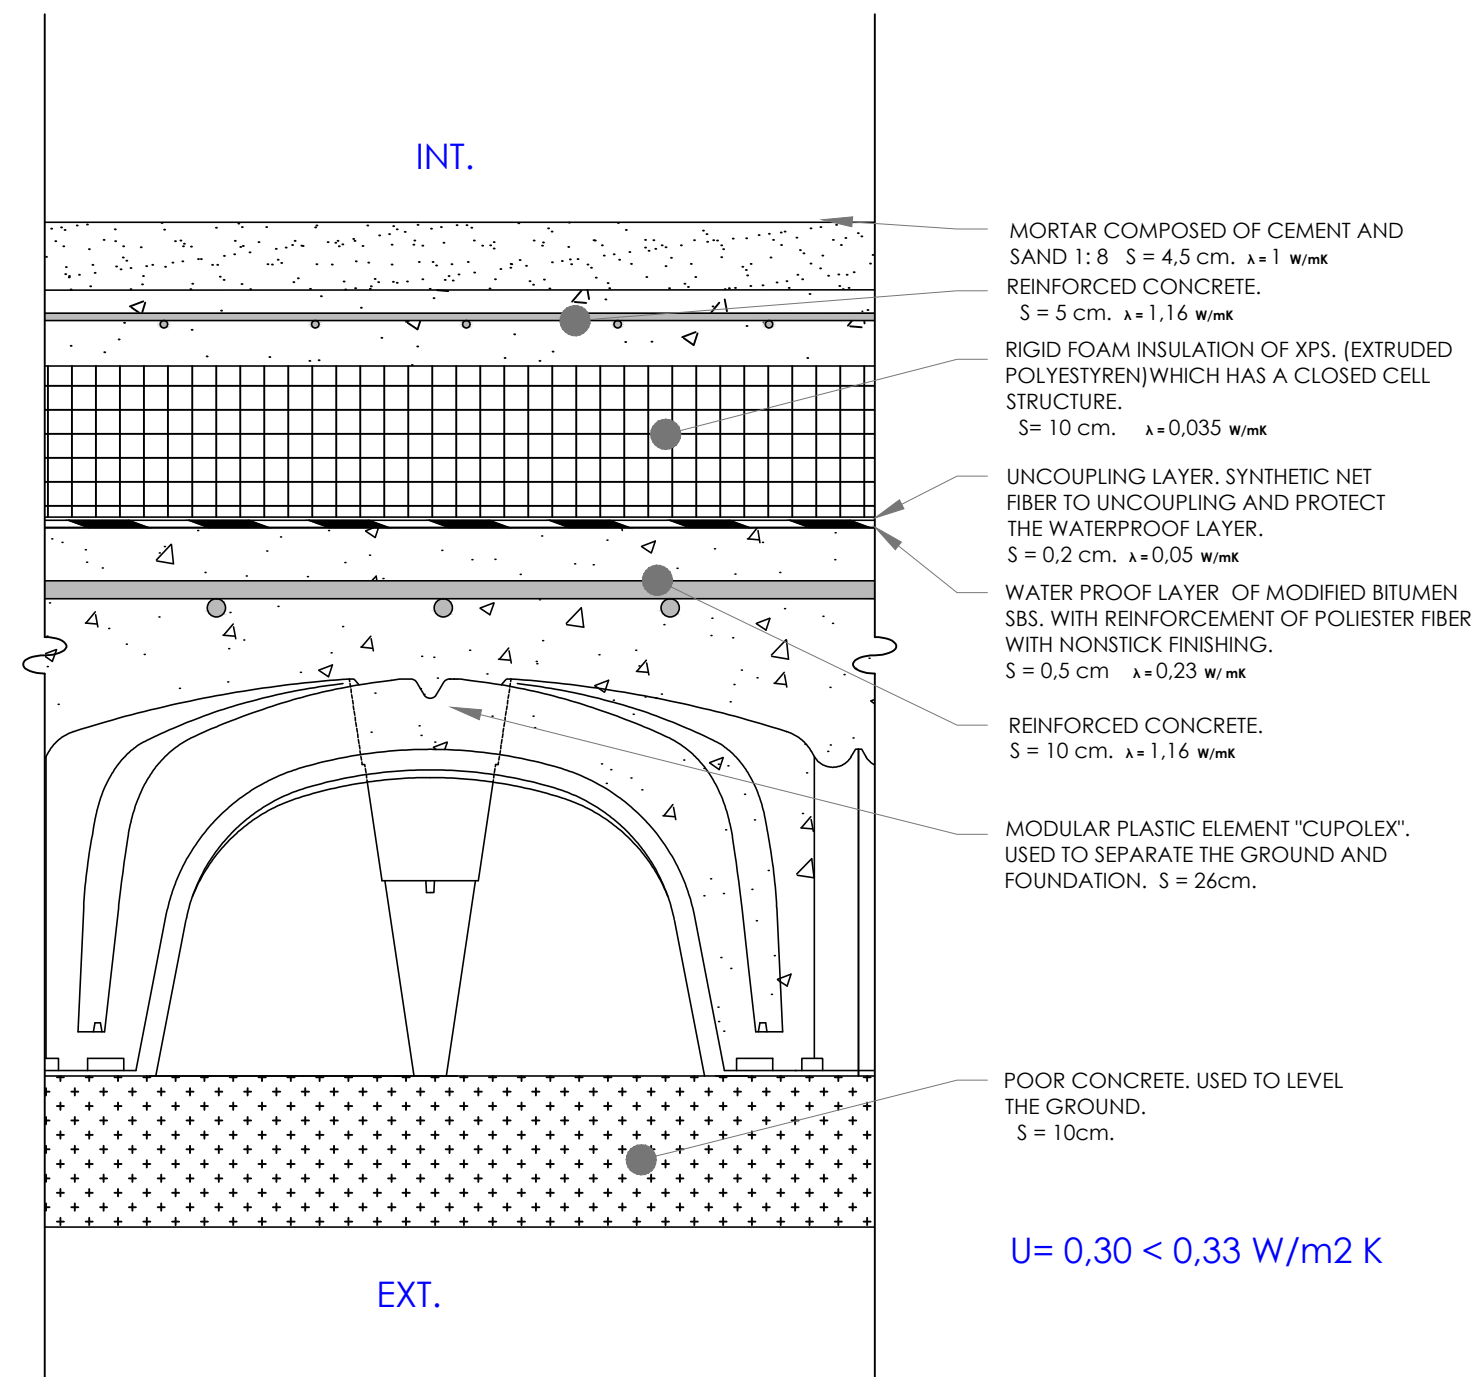 INT.
MORTAR COMPOSED OF CEMENT AND
SAND 1: 8 S = 4,5 cm. λ = 1 W/mK
REINFORCED CONCRETE.
S = 5 cm. λ = 1,16 W/mK
RIGID FOAM INSULATION OF XPS. (EXTRUDED
POLYESTYREN)WHICH HAS A CLOSED CELL
STRUCTURE.
S= 10 cm. λ = 0,035 W/mK
UNCOUPLING LAYER. SYNTHETIC NET
FIBER TO UNCOUPLING AND PROTECT
THE WATERPROOF LAYER.
S = 0,2 cm. λ = 0,05 W/mK
WATER PROOF LAYER OF MODIFIED BITUMEN
SBS. WITH REINFORCEMENT OF POLIESTER FIBER
WITH NONSTICK FINISHING.
S = 0,5 cm λ = 0,23 W/ mK
REINFORCED CONCRETE.
S = 10 cm. λ = 1,16 W/mK
MODULAR PLASTIC ELEMENT "CUPOLEX".
USED TO SEPARATE THE GROUND AND
FOUNDATION. S = 26cm.
POOR CONCRETE. USED TO LEVEL
THE GROUND.
S = 10cm.
U= 0,30 < 0,33 W/m2 K
EXT.